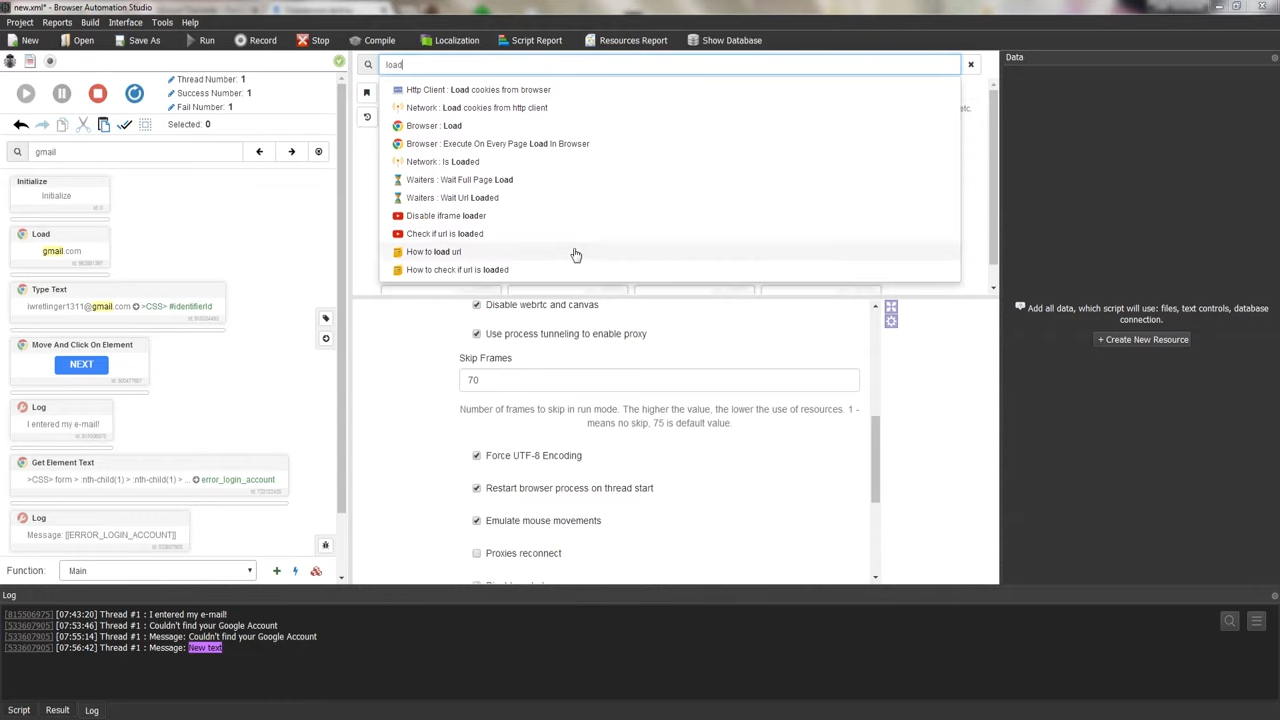 new.xml* - Browser Automation Studio
Project Reports Build Interface Tools Help
New Open Save As Run Record Stop Compile Localization Script Report Resources Report Show Database
Thread Number: 1
Success Number: 1
Fail Number: 1
Selected: 0
gmail
Initialize
Initialize
id:0
Load
gmail.com
Type Text
iwretlinger1311@gmail.com >CSS> #identifierId
Move And Click On Element
NEXT
Log
I entered my e-mail!
Get Element Text
>CSS> form > :nth-child(1) > :nth-child(1) > ... error_login_account
Log
Message: [[ERROR_LOGIN_ACCOUNT]]
Function: Main
load
Http Client : Load cookies from browser
Network : Load cookies from http client
Browser : Load
Browser : Execute On Every Page Load In Browser
Network : Is Loaded
Waiters : Wait Full Page Load
Waiters : Wait Url Loaded
Disable iframe loader
Check if url is loaded
How to load url
How to check if url is loaded
etc.
Disable webrtc and canvas
Use process tunneling to enable proxy
Skip Frames
70
Number of frames to skip in run mode. The higher the value, the lower the use of resources. 1 -
means no skip, 75 is default value.
Force UTF-8 Encoding
Restart browser process on thread start
Emulate mouse movements
Proxies reconnect
Data
Add all data, which script will use: files, text controls, database
connection.
+ Create New Resource
Log
[815506975] [07:43:20] Thread #1 : I entered my e-mail!
[533607905] [07:53:46] Thread #1 : Couldn't find your Google Account
[533607905] [07:55:14] Thread #1 : Message: Couldn't find your Google Account
[533607905] [07:56:42] Thread #1 : Message: New text
Script Result Log